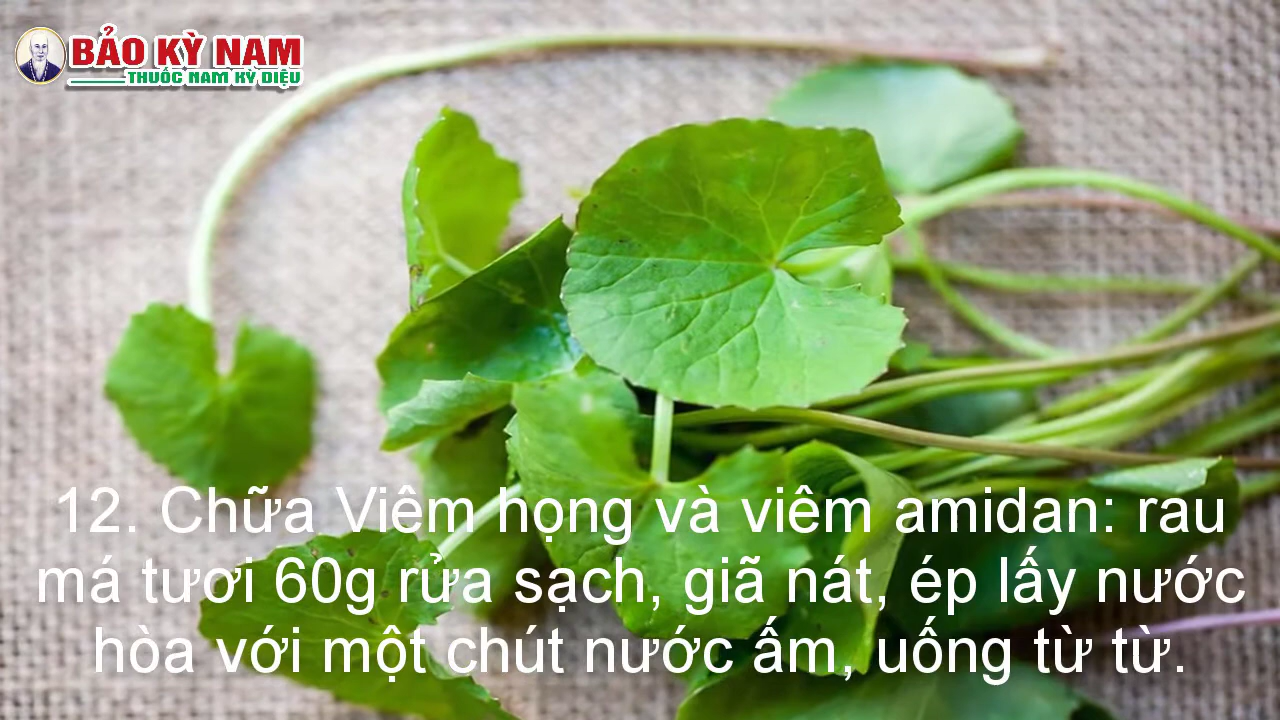 BẢO KỲ NAM
THUỐC NAM KỲ DIỆU
12. Chữa Viêm họng và viêm amidan: rau
má tươi 60g rửa sạch, giã nát, ép lấy nước
hòa với một chút nước ấm, uống từ từ.